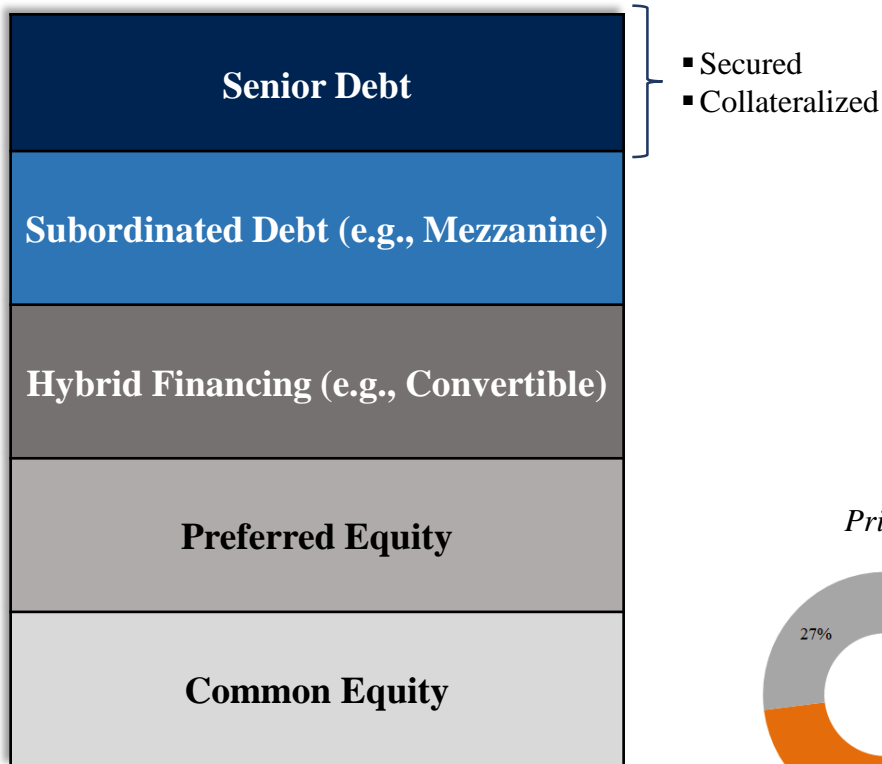 Senior Debt
▪ Secured
▪ Collateralized
Subordinated Debt (e.g., Mezzanine)
Hybrid Financing (e.g., Convertible)
Preferred Equity
Common Equity
27%